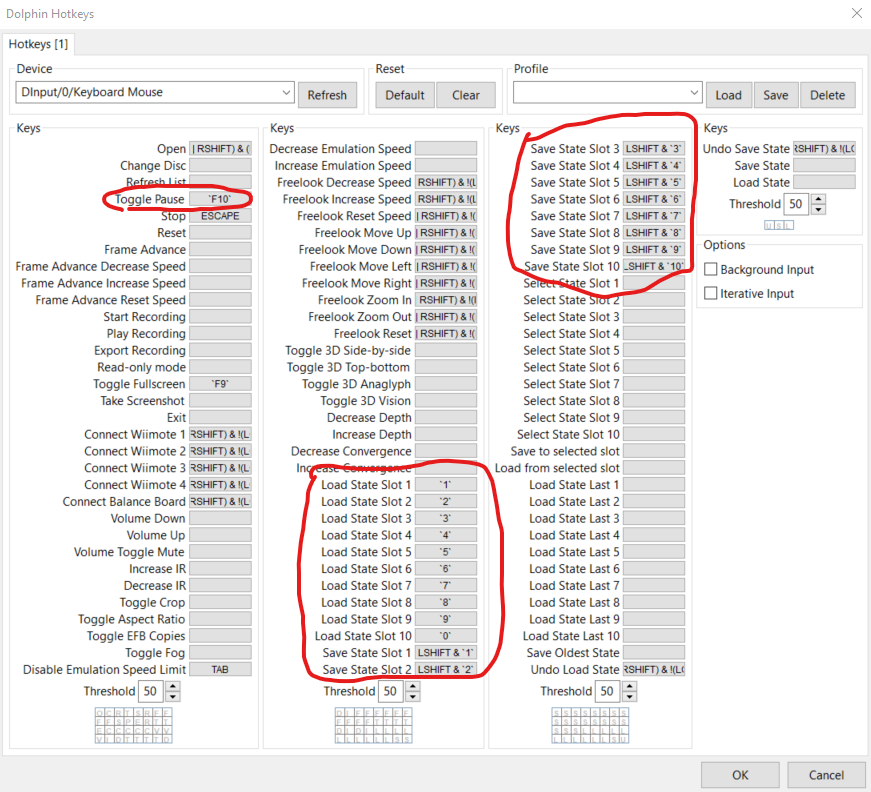 Dolphin Hotkeys
Hotkeys [1]
Device
DInput/0/Keyboard Mouse
Refresh
Reset
Default
Clear
Profile
Load
Save
Delete
Keys
Open | RSHIFT) & (
Change Disc
Refresh List
Toggle Pause `F10`
Stop ESCAPE
Reset
Frame Advance
Frame Advance Decrease Speed
Frame Advance Increase Speed
Frame Advance Reset Speed
Start Recording
Play Recording
Export Recording
Read-only mode
Toggle Fullscreen `F9`
Take Screenshot
Exit
Connect Wiimote 1 RSHIFT) & !(L
Connect Wiimote 2 RSHIFT) & !(L
Connect Wiimote 3 RSHIFT) & !(L
Connect Wiimote 4 RSHIFT) & !(L
Connect Balance Board RSHIFT) & !(L
Volume Down
Volume Up
Volume Toggle Mute
Increase IR
Decrease IR
Toggle Crop
Toggle Aspect Ratio
Toggle EFB Copies
Toggle Fog
Disable Emulation Speed Limit TAB
Threshold 50
Keys
Decrease Emulation Speed
Increase Emulation Speed
Freelook Decrease Speed RSHIFT) & !(L
Freelook Increase Speed RSHIFT) & !(L
Freelook Reset Speed | RSHIFT) & !(
Freelook Move Up | RSHIFT) & !(
Freelook Move Down | RSHIFT) & !(
Freelook Move Left | RSHIFT) & !(
Freelook Move Right | RSHIFT) & !(
Freelook Zoom In RSHIFT) & !(
Freelook Zoom Out | RSHIFT) & !(
Freelook Reset | RSHIFT) & !(
Toggle 3D Side-by-side
Toggle 3D Top-bottom
Toggle 3D Anaglyph
Toggle 3D Vision
Decrease Depth
Increase Depth
Decrease Convergence
Increase Convergence
Load State Slot 1 `1`
Load State Slot 2 `2`
Load State Slot 3 `3`
Load State Slot 4 `4`
Load State Slot 5 `5`
Load State Slot 6 `6`
Load State Slot 7 `7`
Load State Slot 8 `8`
Load State Slot 9 `9`
Load State Slot 10 `0`
Save State Slot 1 LSHIFT & `1`
Save State Slot 2 LSHIFT & `2`
Threshold 50
Keys
Save State Slot 3 LSHIFT & `3`
Save State Slot 4 LSHIFT & `4`
Save State Slot 5 LSHIFT & `5`
Save State Slot 6 LSHIFT & `6`
Save State Slot 7 LSHIFT & `7`
Save State Slot 8 LSHIFT & `8`
Save State Slot 9 LSHIFT & `9`
Save State Slot 10 LSHIFT & `10`
Select State Slot 1
Select State Slot 2
Select State Slot 3
Select State Slot 4
Select State Slot 5
Select State Slot 6
Select State Slot 7
Select State Slot 8
Select State Slot 9
Select State Slot 10
Save to selected slot
Load from selected slot
Load State Last 1
Load State Last 2
Load State Last 3
Load State Last 4
Load State Last 5
Load State Last 6
Load State Last 7
Load State Last 8
Load State Last 9
Load State Last 10
Save Oldest State
Undo Load State RSHIFT) & !(L
Threshold 50
Keys
Undo Save State RSHIFT) & !(L
Save State
Load State
Threshold 50
U S L
Options
Background Input
Iterative Input
OK
Cancel